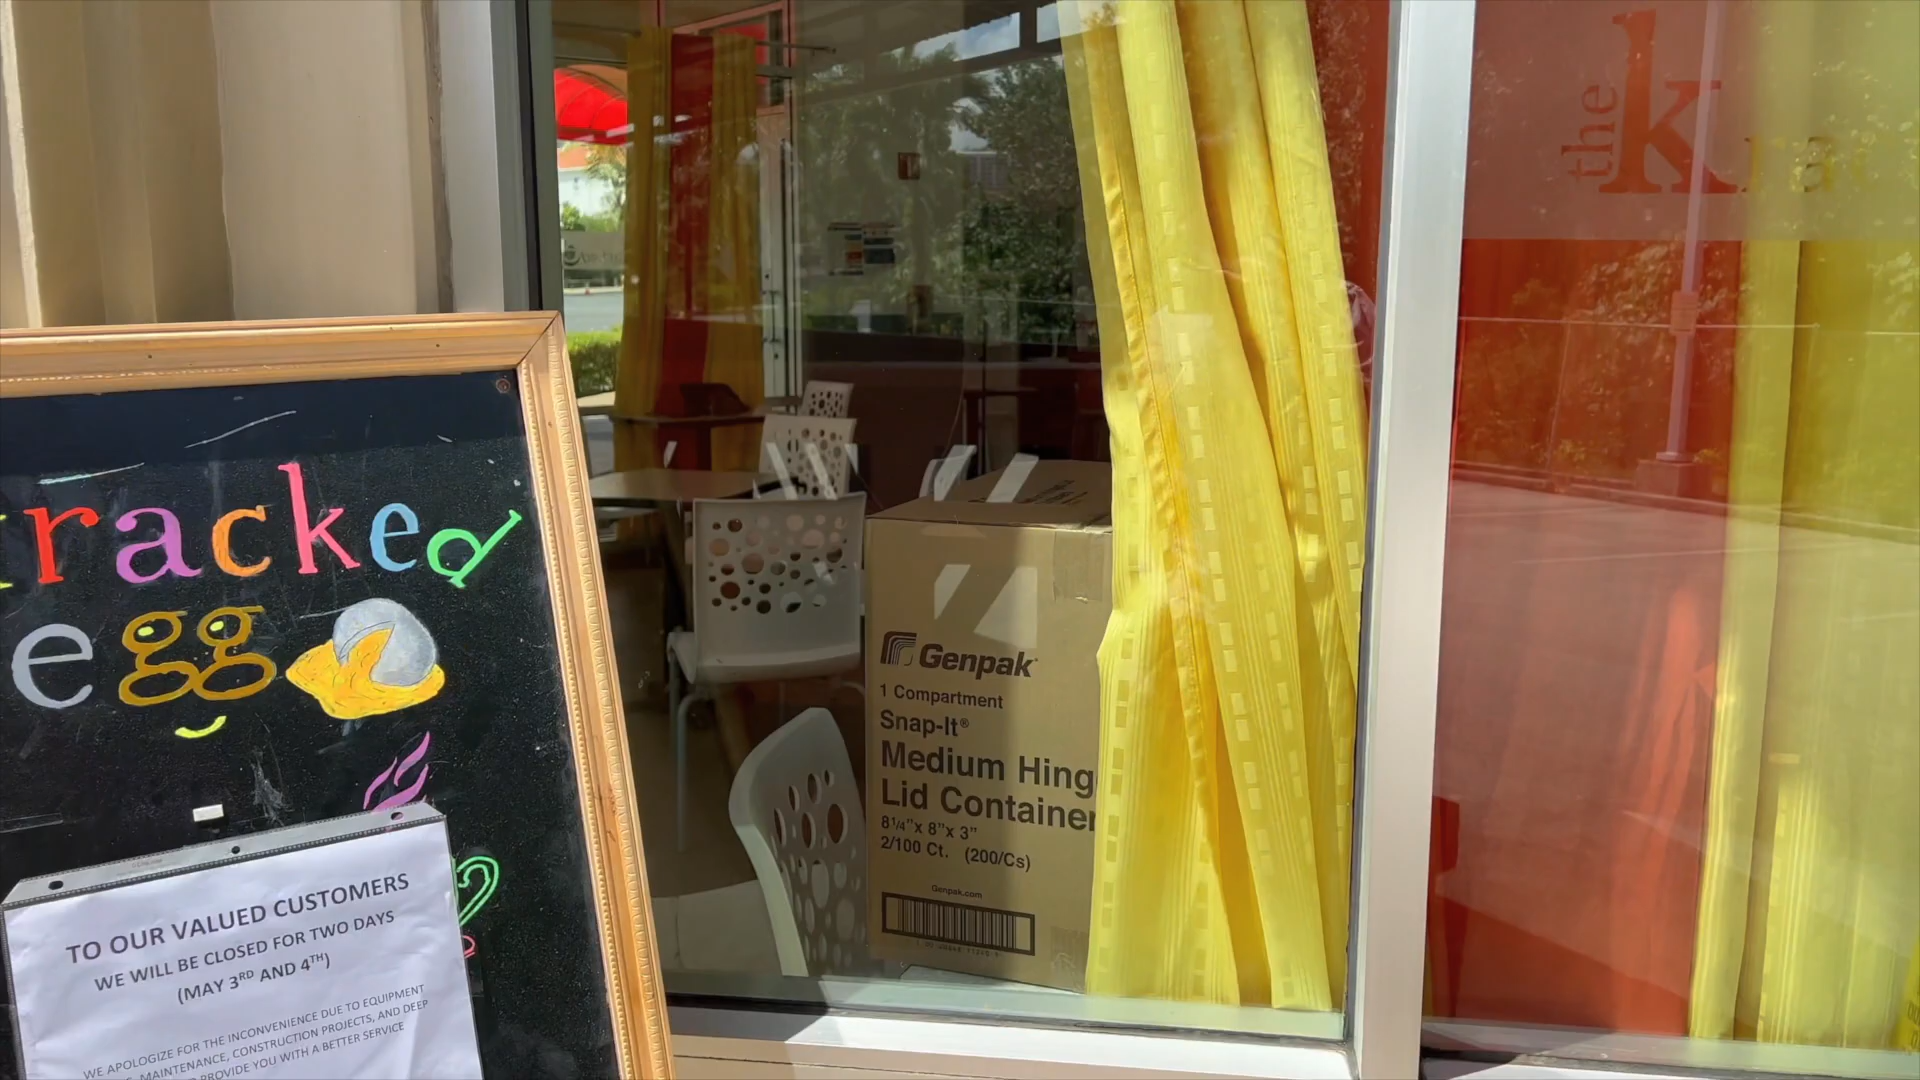 the k
racked
egg
TO OUR VALUED CUSTOMERS
WE WILL BE CLOSED FOR TWO DAYS
(MAY 3RD AND 4TH)
WE APOLOGIZE FOR THE INCONVENIENCE DUE TO EQUIPMENT
MAINTENANCE, CONSTRUCTION PROJECTS, AND DEEP
PROVIDE YOU WITH A BETTER SERVICE
Genpak
1 Compartment
Snap-It®
Medium Hing
Lid Container
8 1/4" x 8" x 3"
2/100 Ct. (200/Cs)
Genpak.com